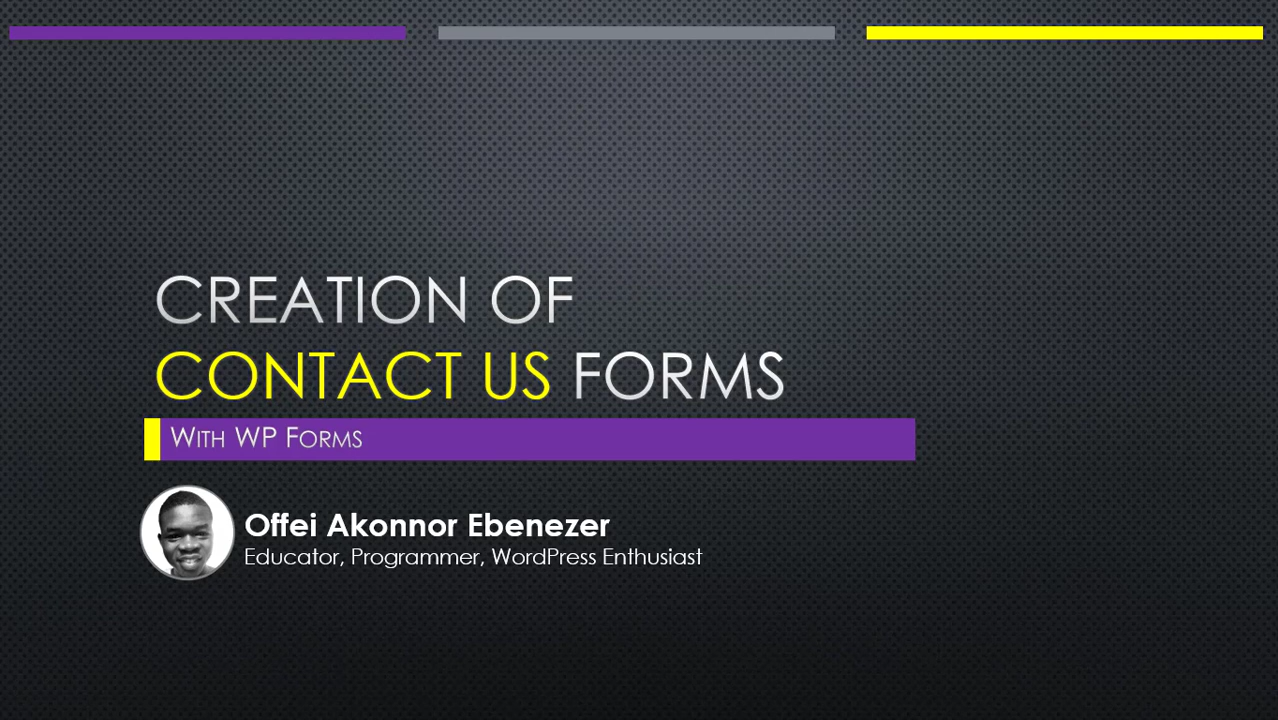 CREATION OF
CONTACT US FORMS
WITH WP FORMS
Offei Akonnor Ebenezer
Educator, Programmer, WordPress Enthusiast